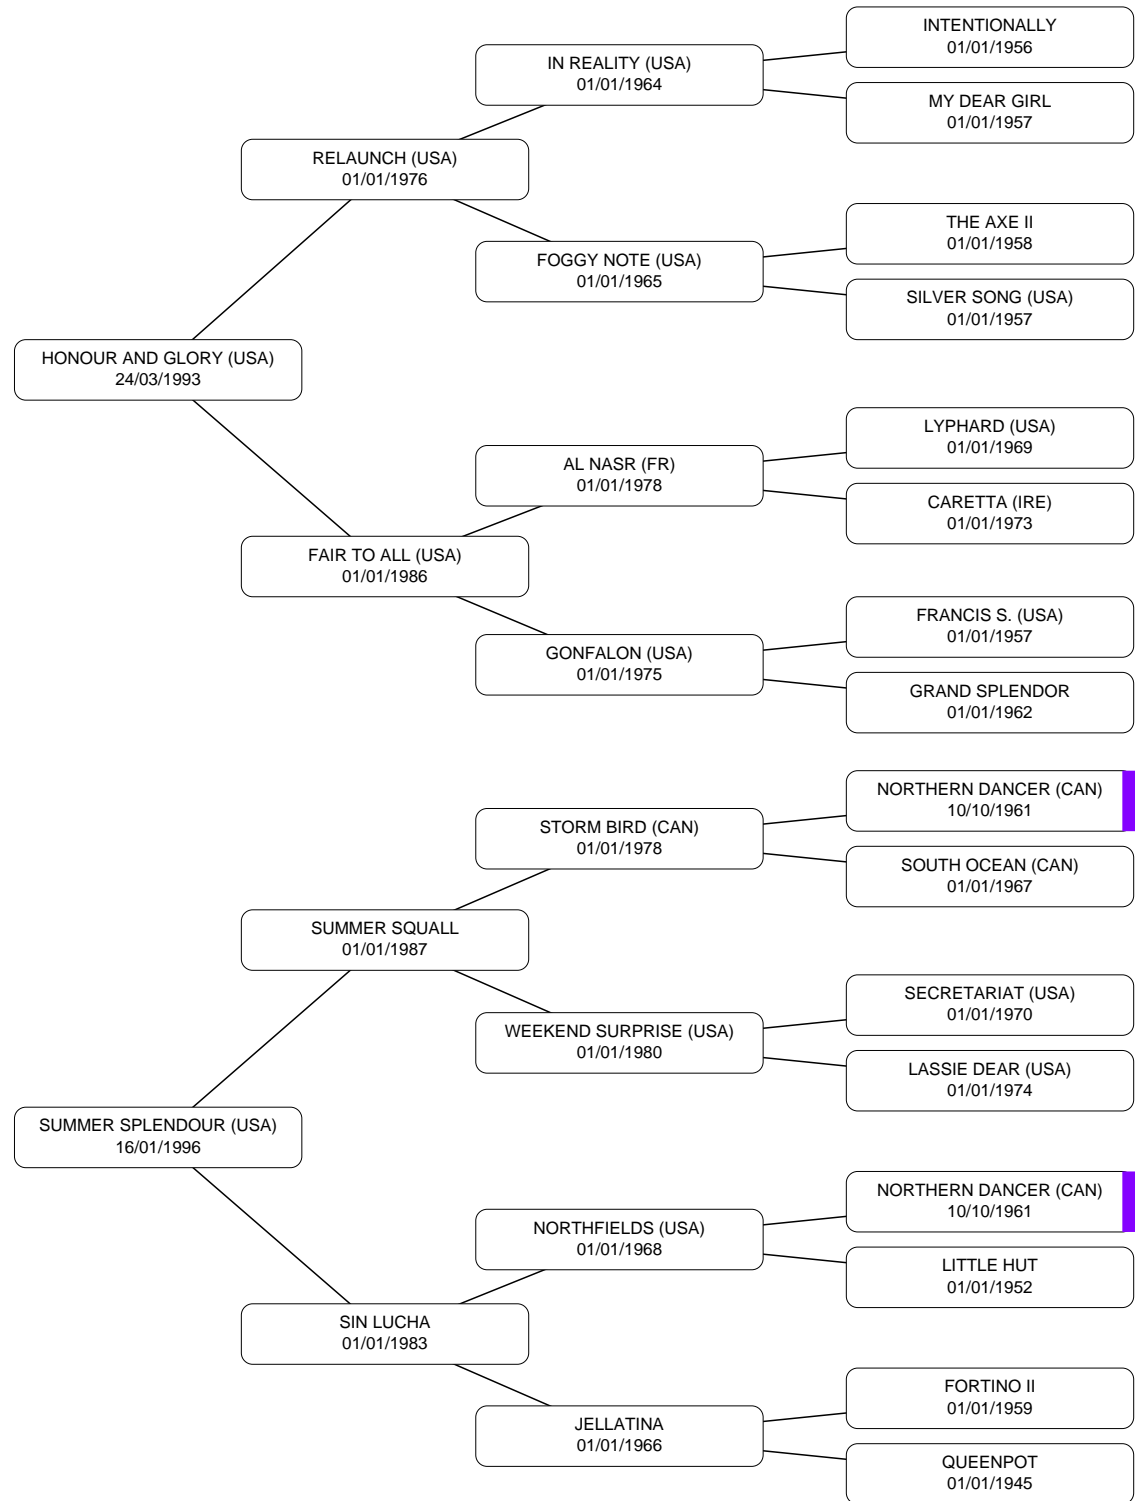 INTENTIONALLY
01/01/1956
IN REALITY (USA)
01/01/1964
MY DEAR GIRL
01/01/1957
RELAUNCH (USA)
01/01/1976
THE AXE II
01/01/1958
FOGGY NOTE (USA)
01/01/1965
SILVER SONG (USA)
01/01/1957
HONOUR AND GLORY (USA)
24/03/1993
LYPHARD (USA)
01/01/1969
AL NASR (FR)
01/01/1978
CARETTA (IRE)
01/01/1973
FAIR TO ALL (USA)
01/01/1986
FRANCIS S. (USA)
01/01/1957
GONFALON (USA)
01/01/1975
GRAND SPLENDOR
01/01/1962
NORTHERN DANCER (CAN)
10/10/1961
STORM BIRD (CAN)
01/01/1978
SOUTH OCEAN (CAN)
01/01/1967
SUMMER SQUALL
01/01/1987
SECRETARIAT (USA)
01/01/1970
WEEKEND SURPRISE (USA)
01/01/1980
LASSIE DEAR (USA)
01/01/1974
SUMMER SPLENDOUR (USA)
16/01/1996
NORTHERN DANCER (CAN)
10/10/1961
NORTHFIELDS (USA)
01/01/1968
LITTLE HUT
01/01/1952
SIN LUCHA
01/01/1983
FORTINO II
01/01/1959
JELLATINA
01/01/1966
QUEENPOT
01/01/1945